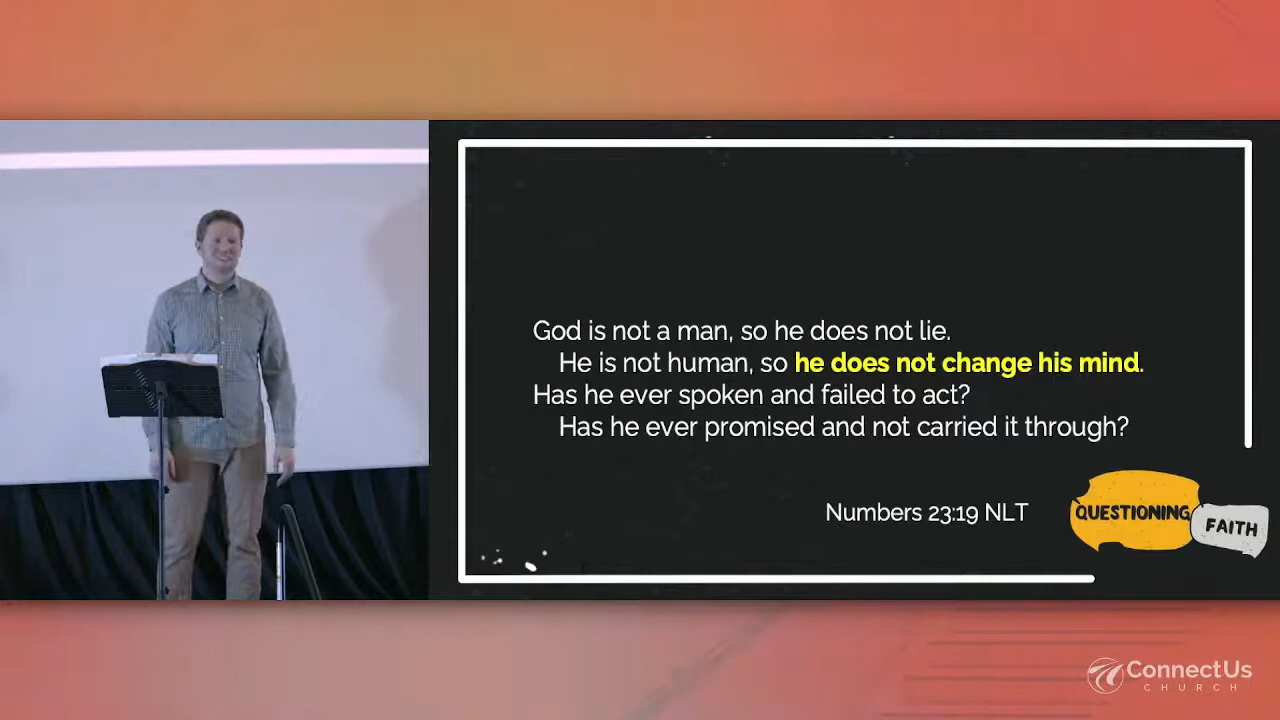 God is not a man, so he does not lie.
He is not human, so he does not change his mind.
Has he ever spoken and failed to act?
Has he ever promised and not carried it through?
Numbers 23:19 NLT
QUESTIONING
FAITH
ConnectUs
CHURCH